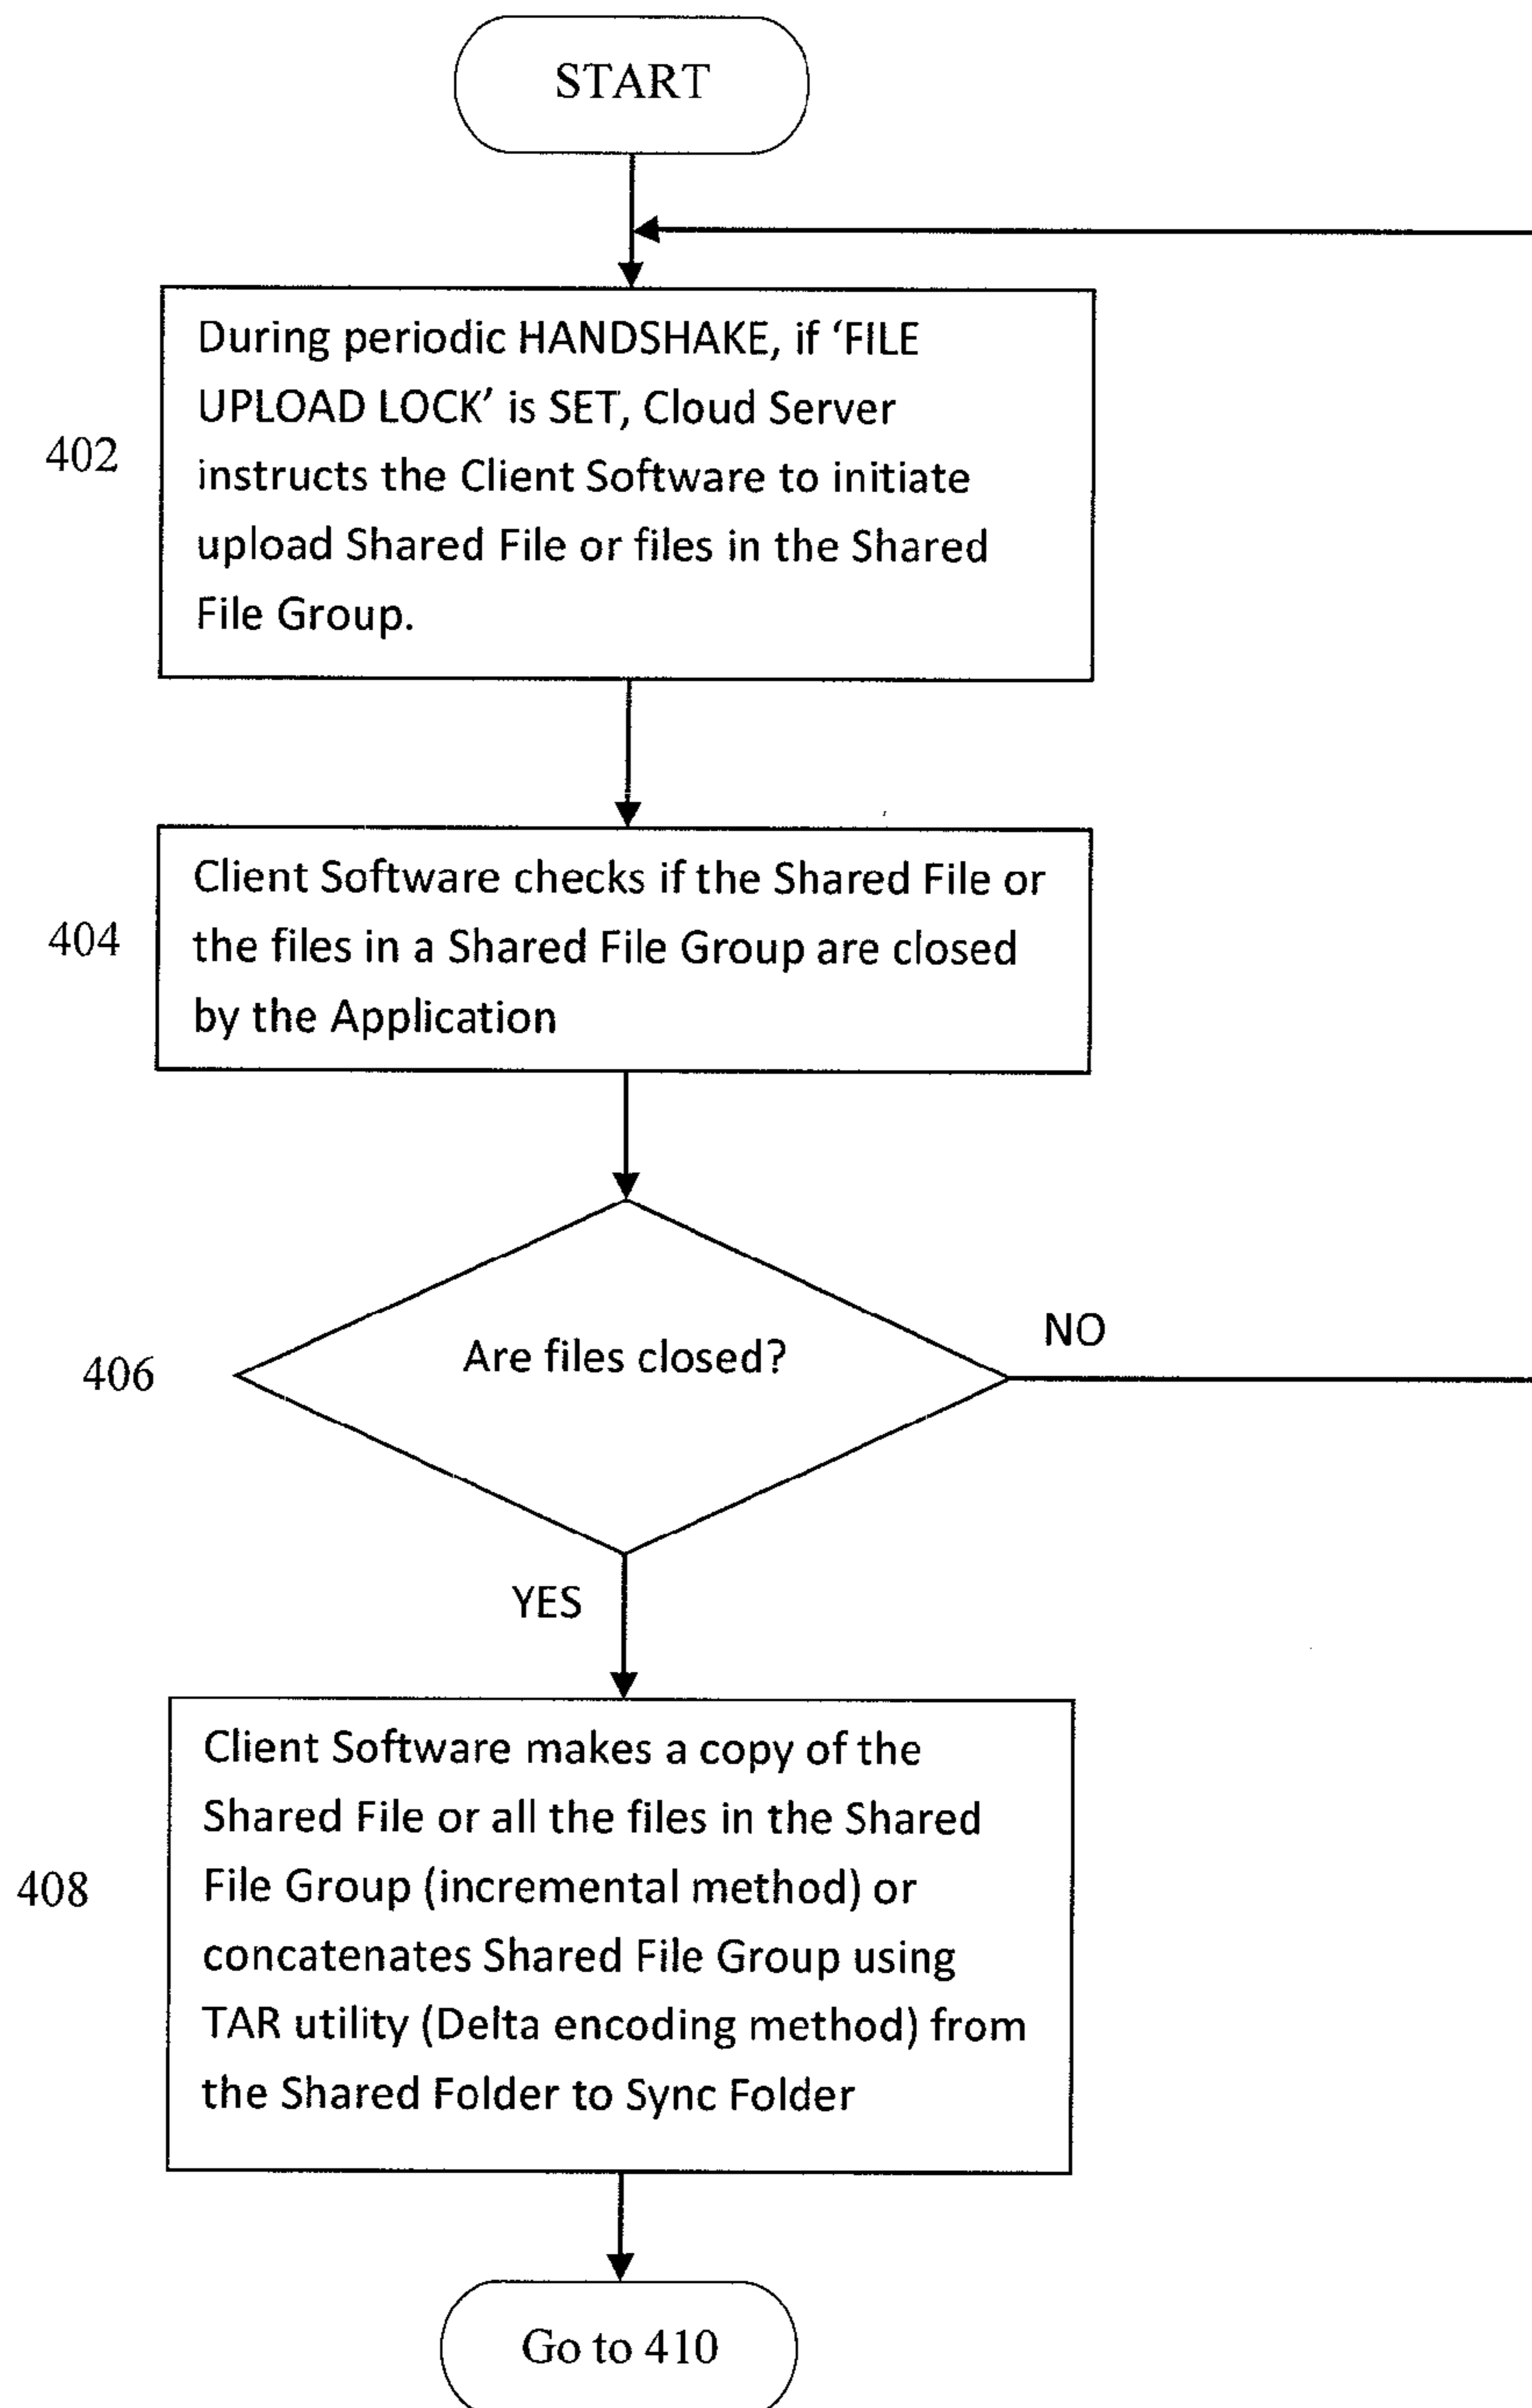 START
During periodic HANDSHAKE, if ‘FILE
UPLOAD LOCK’ is SET, Cloud Server
402
instructs the Client Software to initiate
upload Shared File or files in the Shared
File Group.
Client Software checks if the Shared File or
404
the files in a Shared File Group are closed
by the Application
NO
Are files closed?
406
YES
Client Software makes a copy of the
Shared File or all the files in the Shared
408
File Group (incremental method) or
concatenates Shared File Group using
TAR utility (Delta encoding method) from
the Shared Folder to Sync Folder
Go to 410